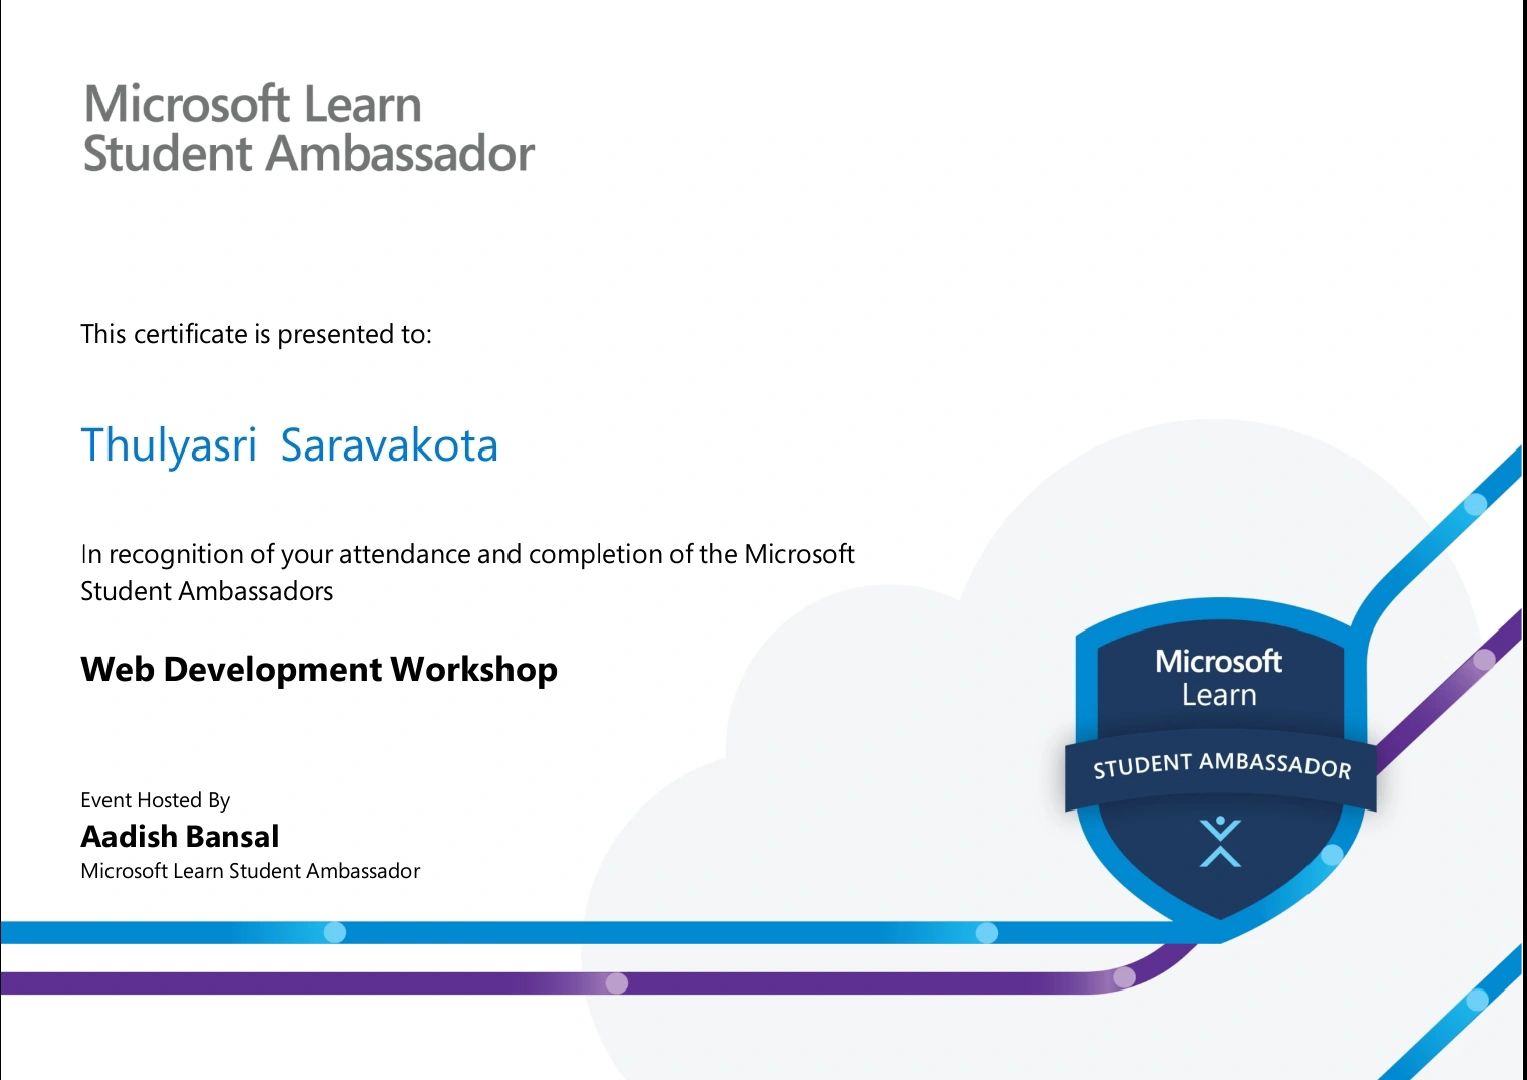 Microsoft Learn
Student Ambassador
This certificate is presented to:
Thulyasri Saravakota
In recognition of your attendance and completion of the Microsoft
Student Ambassadors
Web Development Workshop
Event Hosted By
Aadish Bansal
Microsoft Learn Student Ambassador
Microsoft
Learn
STUDENT AMBASSADOR